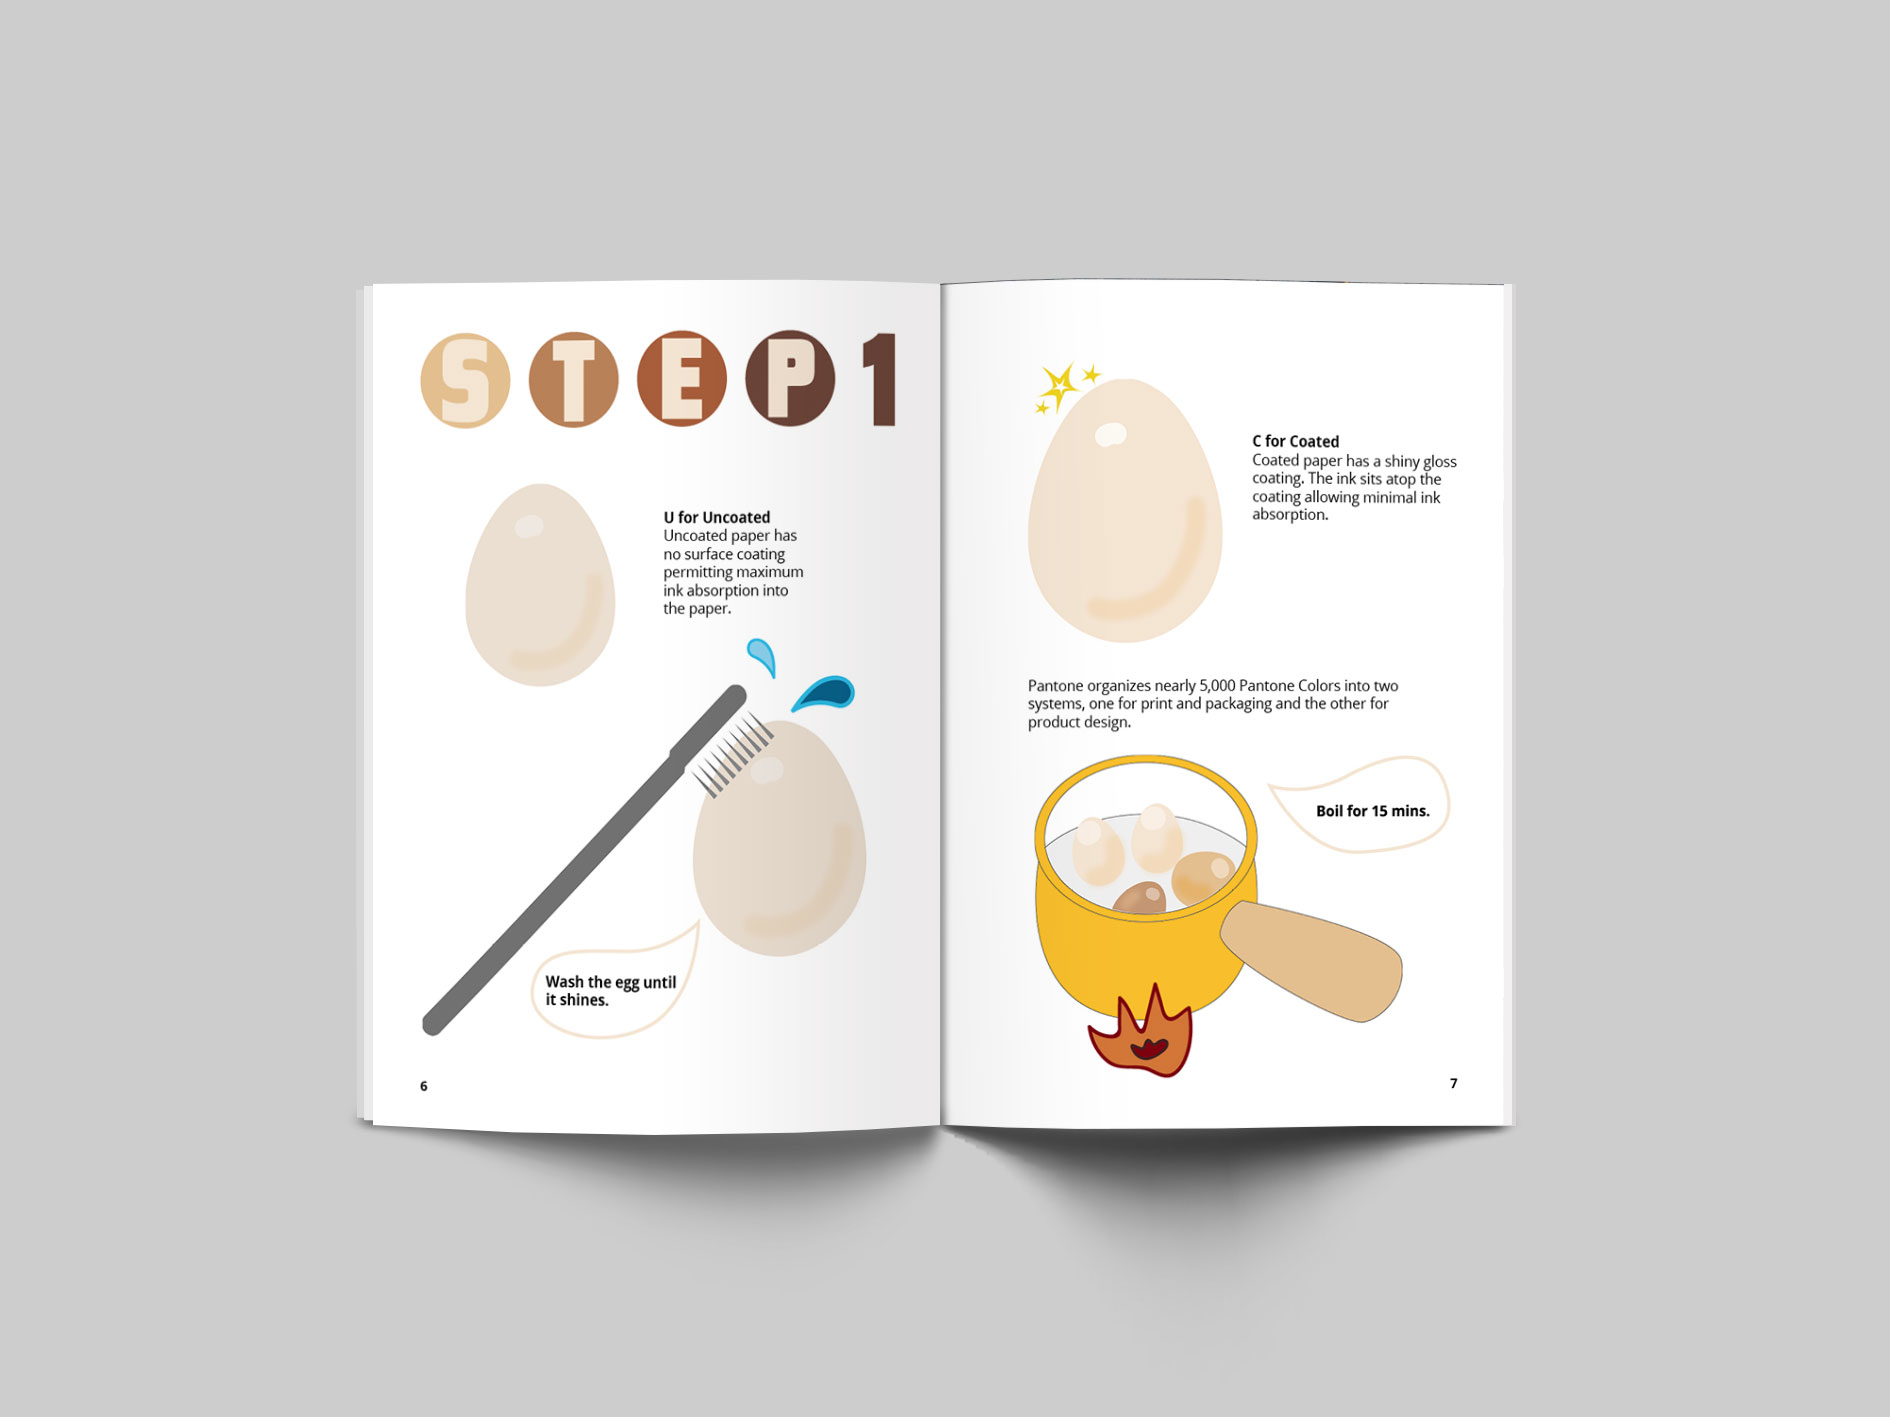 STEP 1
U for Uncoated
Uncoated paper has
no surface coating
permitting maximum
ink absorption into
the paper.
Wash the egg until
it shines.
6
C for Coated
Coated paper has a shiny gloss
coating. The ink sits atop the
coating allowing minimal ink
absorption.
Pantone organizes nearly 5,000 Pantone Colors into two
systems, one for print and packaging and the other for
product design.
Boil for 15 mins.
7